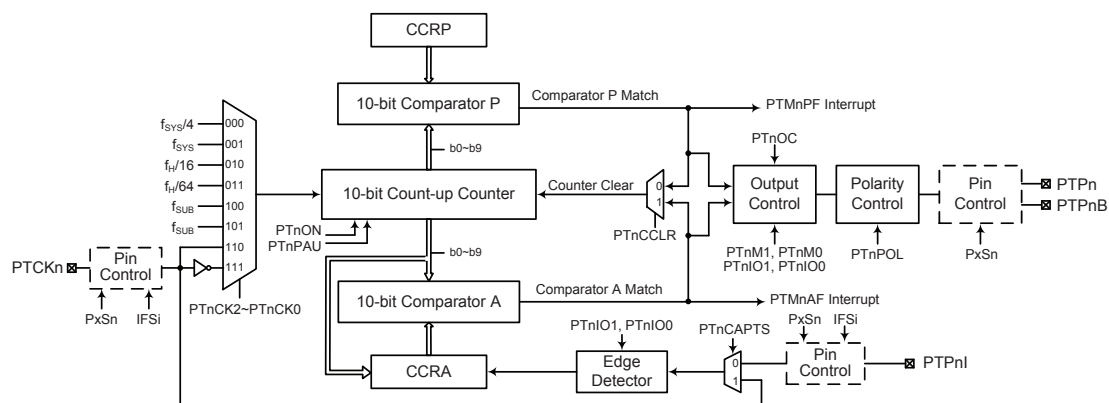 CCRP
10-bit Comparator P
Comparator P Match
PTMnPF Interrupt
fSYS/4
000
fSYS
001
fH/16
010
fH/64
011
fSUB
100
fSUB
101
110
111
b0~b9
10-bit Count-up Counter
Counter Clear
0
1
PTnCCLR
PTnOC
Output
Control
PTnM1, PTnM0
PTnIO1, PTnIO0
Polarity
Control
PTnPOL
Pin
Control
PxSn
PTPn
PTPnB
PTnON
PTnPAU
b0~b9
PTCKn
Pin
Control
PxSn
IFSi
PTnCK2~PTnCK0
10-bit Comparator A
Comparator A Match
PTMnAF Interrupt
CCRA
PTnIO1, PTnIO0
Edge
Detector
PTnCAPTS
0
1
PxSn
IFSi
Pin
Control
PTPnI